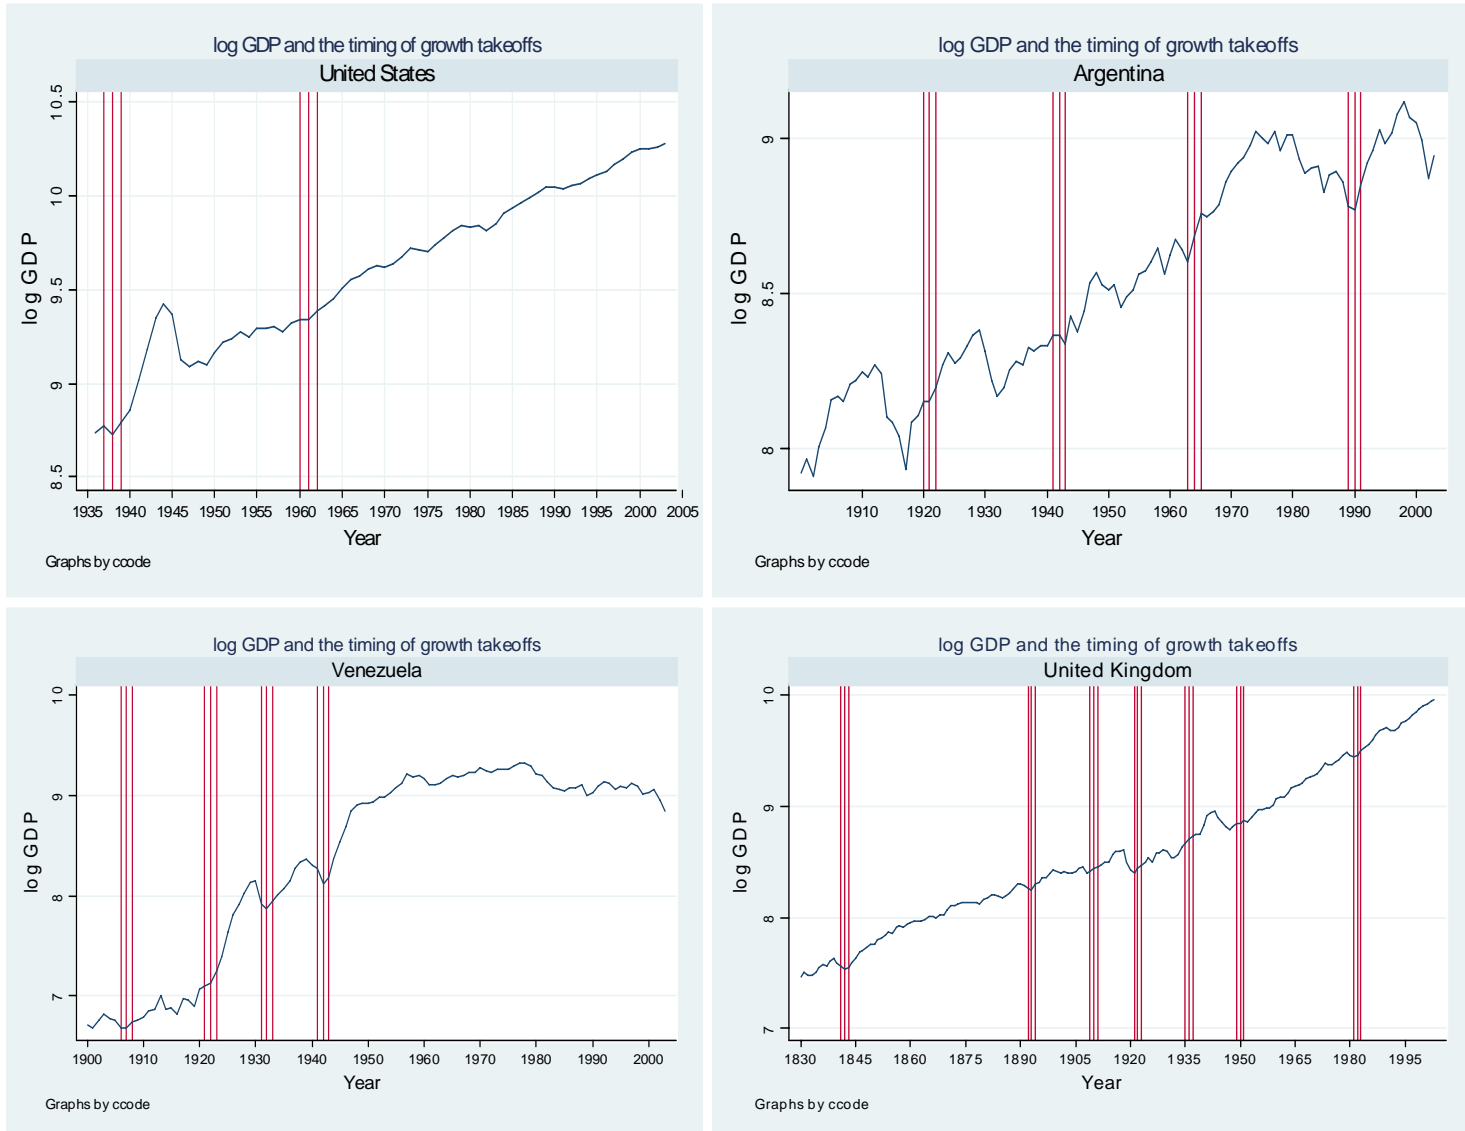 log GDP and the timing of growth takeoffs
United States
10.5
10
9.5
9
8.5
log GDP
1935 1940 1945 1950 1955 1960 1965 1970 1975 1980 1985 1990 1995 2000 2005
Year
Graphs by ccode
log GDP and the timing of growth takeoffs
Argentina
9
8.5
8
log GDP
1910 1920 1930 1940 1950 1960 1970 1980 1990 2000
Year
Graphs by ccode
log GDP and the timing of growth takeoffs
Venezuela
10
9
8
7
log GDP
1900 1910 1920 1930 1940 1950 1960 1970 1980 1990 2000
Year
Graphs by ccode
log GDP and the timing of growth takeoffs
United Kingdom
10
9
8
7
log GDP
1830 1845 1860 1875 1890 1905 1920 1935 1950 1965 1980 1995
Year
Graphs by ccode